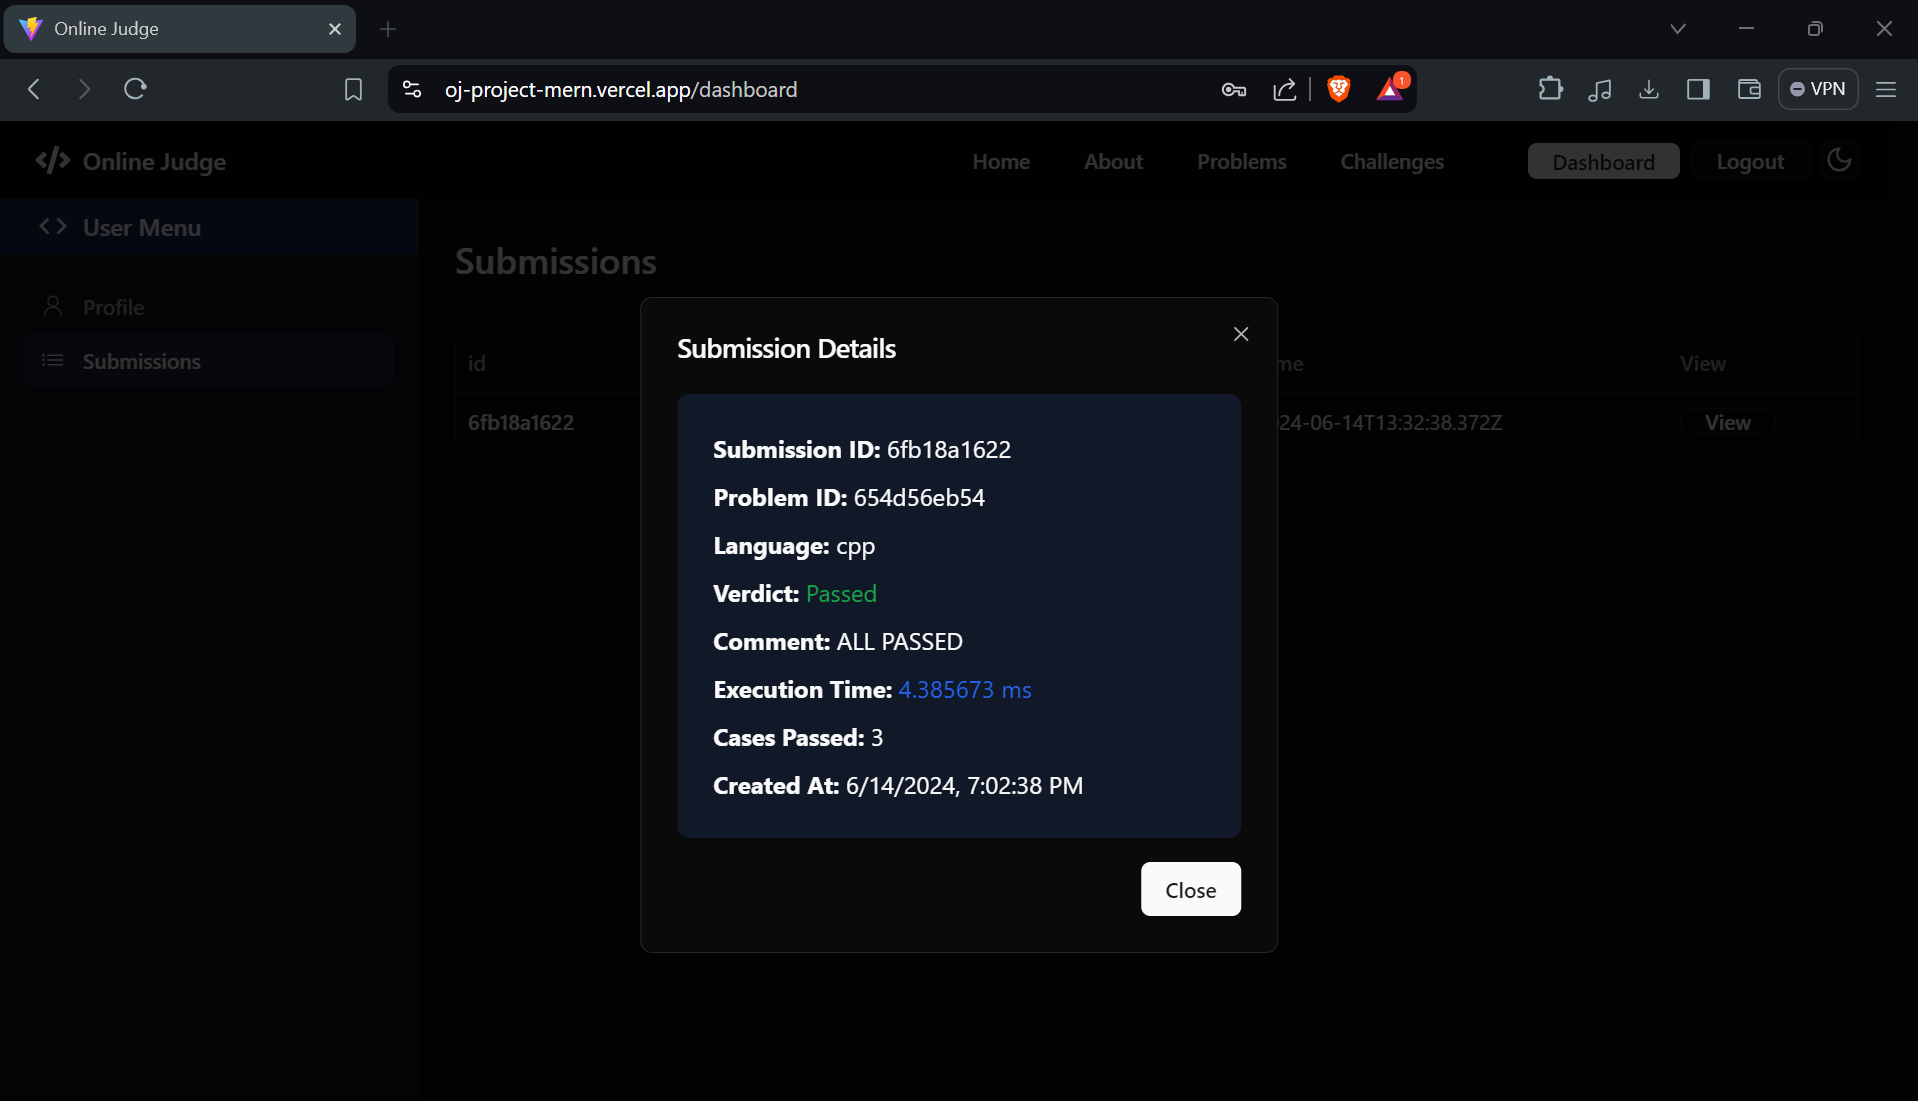 Online Judge
oj-project-mern.vercel.app/dashboard
1
VPN
</> Online Judge
Home About Problems Challenges Dashboard Logout
<> User Menu
Submissions
Profile
Submissions
id
View
6fb18a1622
24-06-14T13:32:38.372Z
View
Submission Details
Submission ID: 6fb18a1622
Problem ID: 654d56eb54
Language: cpp
Verdict: Passed
Comment: ALL PASSED
Execution Time: 4.385673 ms
Cases Passed: 3
Created At: 6/14/2024, 7:02:38 PM
Close